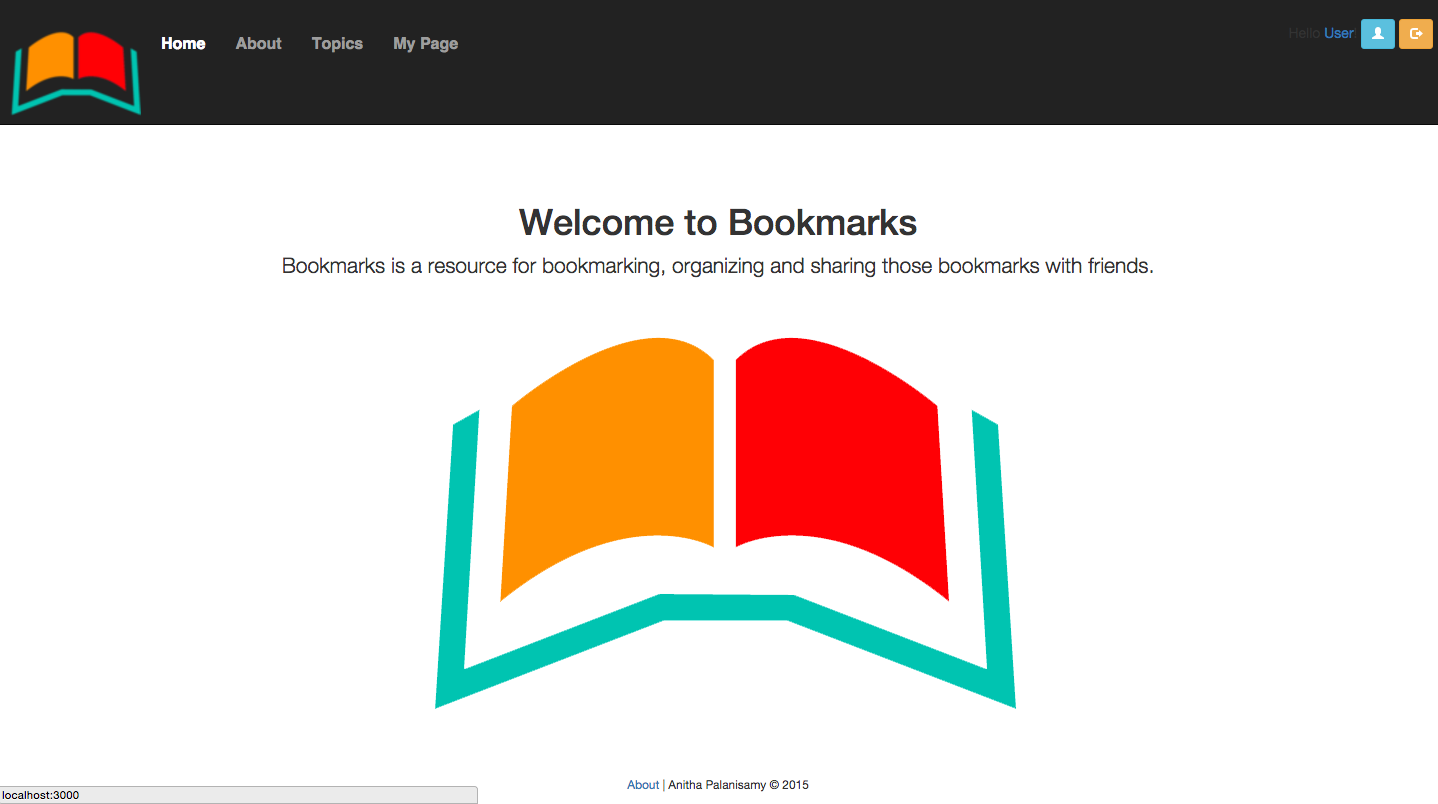 Home About Topics My Page Hello User
Welcome to Bookmarks
Bookmarks is a resource for bookmarking, organizing and sharing those bookmarks with friends.
About | Anitha Palanisamy © 2015
localhost:3000